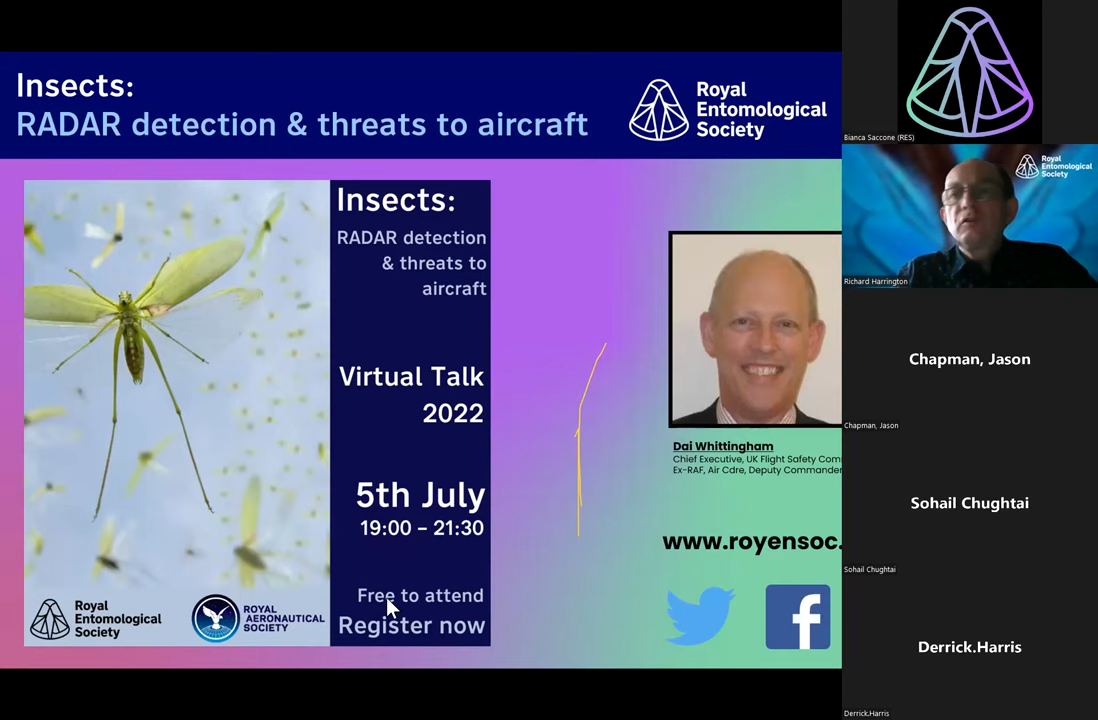 Insects:
RADAR detection & threats to aircraft
Royal
Entomological
Society
Insects:
RADAR detection
& threats to
aircraft
Virtual Talk
2022
5th July
19:00 – 21:30
Free to attend
Register now
Royal
Entomological
Society
ROYAL
AERONAUTICAL
SOCIETY
Dai Whittingham
Chief Executive, UK Flight Safety Com
Ex-RAF, Air Cdre, Deputy Commander
www.royensoc.
Bianca Saccone (RES)
Royal
Entomological
Society
Richard Harrington
Chapman, Jason
Chapman, Jason
Sohail Chughtai
Sohail Chughtai
Derrick.Harris
Derrick.Harris